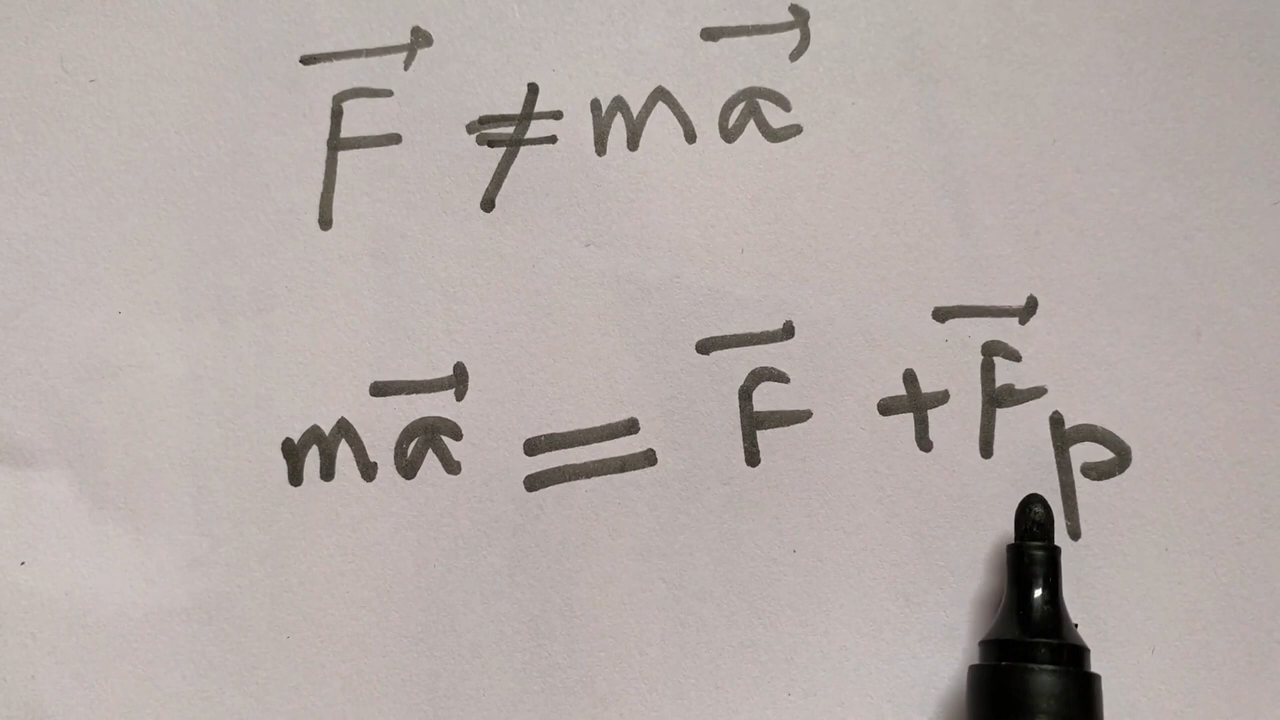 F⃗ ≠ ma⃗
ma⃗ = F⃗ + F⃗p